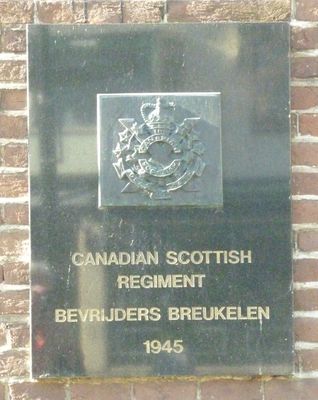 CANADIAN SCOTTISH
REGIMENT
BEVRIJDERS BREUKELEN
1945